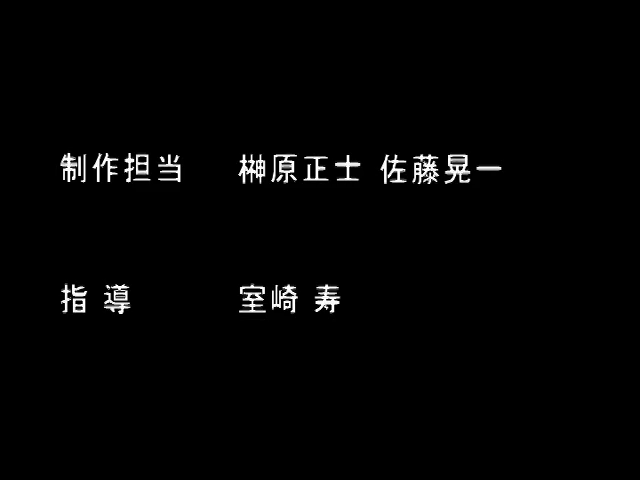 制作担当 榊原正士 佐藤晃一
指 導 室崎 寿